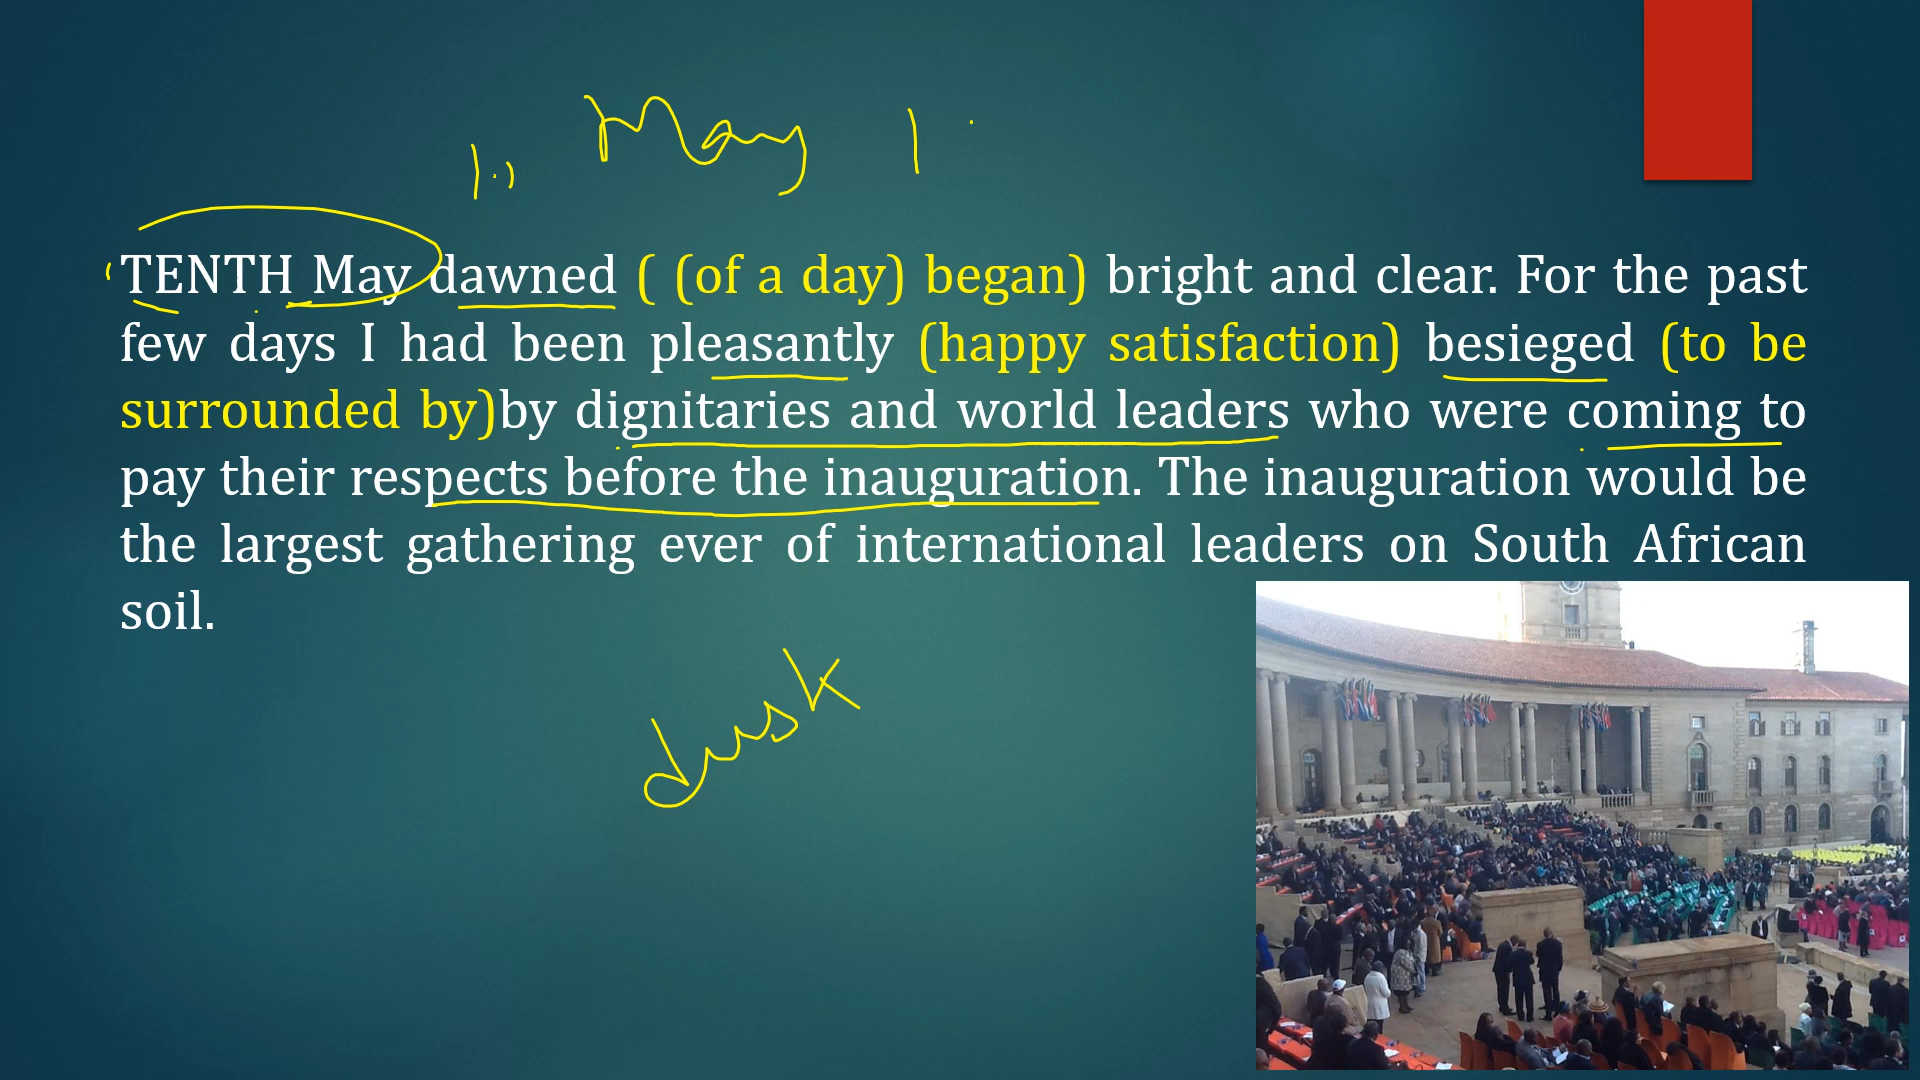 May 1
TENTH May dawned ( (of a day) began) bright and clear. For the past
few days I had been pleasantly (happy satisfaction) besieged (to be
surrounded by)by dignitaries and world leaders who were coming to
pay their respects before the inauguration. The inauguration would be
the largest gathering ever of international leaders on South African
soil.
dusk